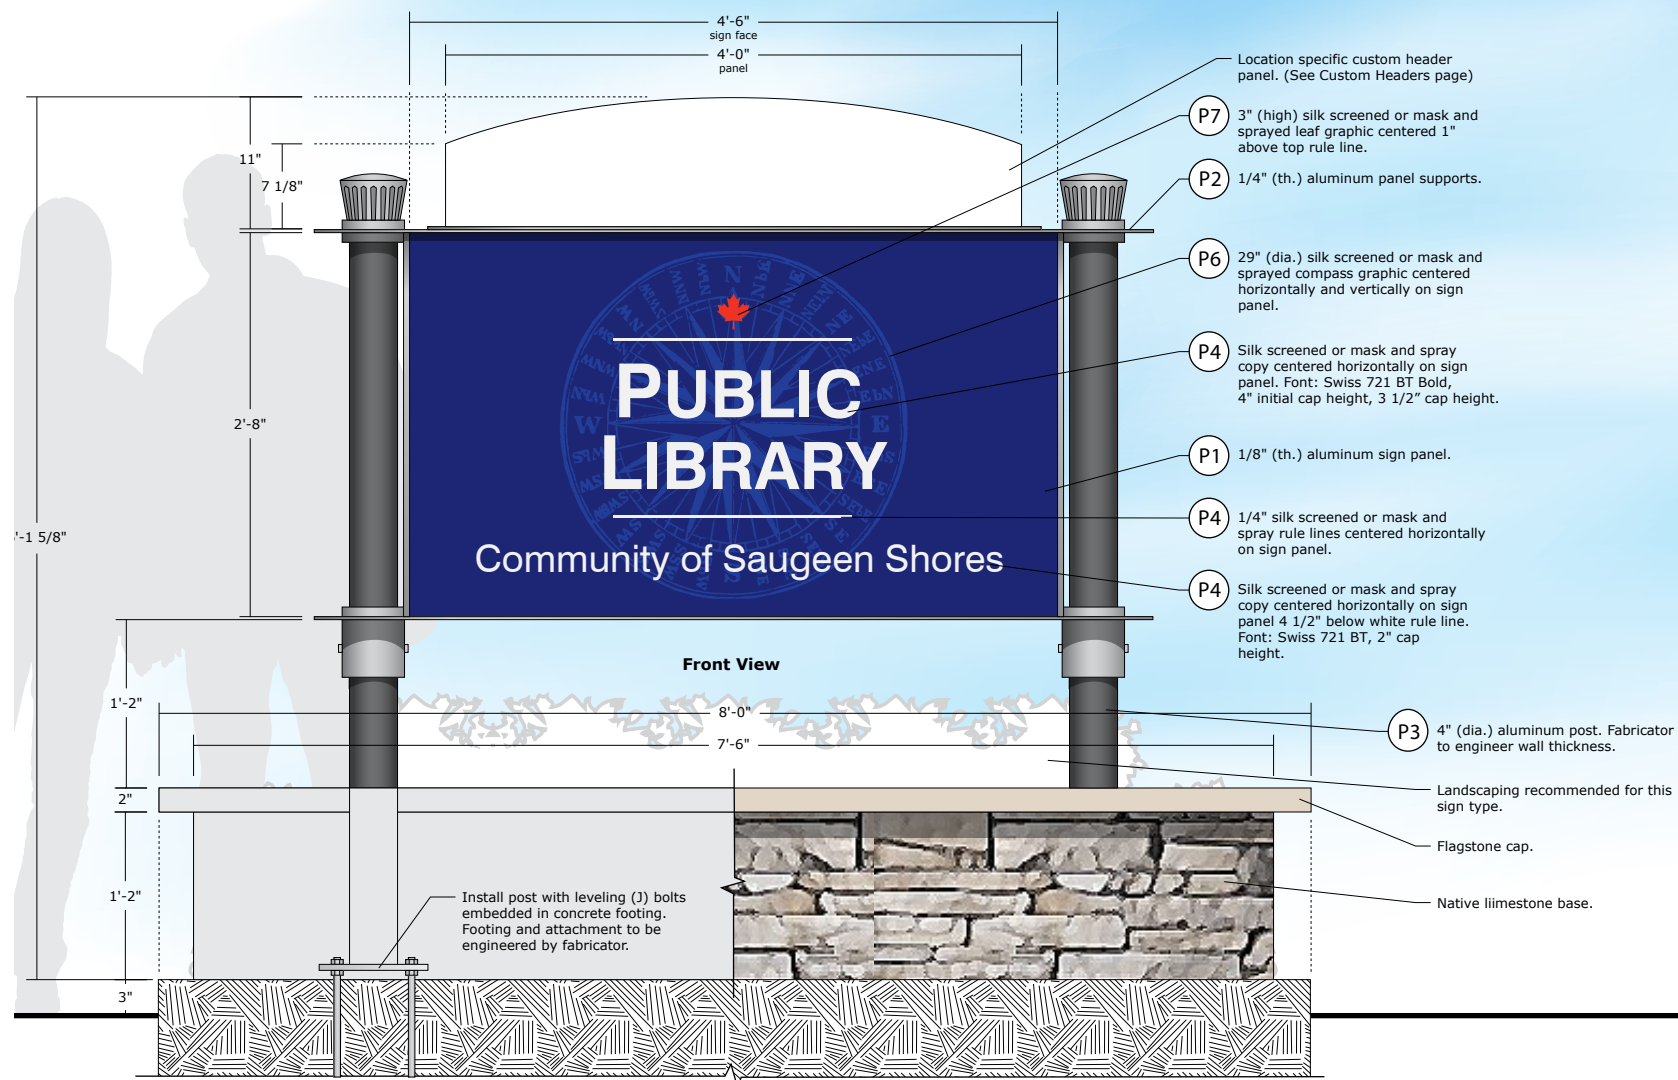 4'-6"
sign face
4'-0"
panel
11"
7 1/8"
2'-8"
'-1 5/8"
1'-2"
2"
1'-2"
3"
N
W
E
PUBLIC
LIBRARY
Community of Saugeen Shores
Front View
8'-0"
7'-6"
Install post with leveling (J) bolts
embedded in concrete footing.
Footing and attachment to be
engineered by fabricator.
Location specific custom header
panel. (See Custom Headers page)
P7
3" (high) silk screened or mask and
sprayed leaf graphic centered 1"
above top rule line.
P2
1/4" (th.) aluminum panel supports.
P6
29" (dia.) silk screened or mask and
sprayed compass graphic centered
horizontally and vertically on sign
panel.
P4
Silk screened or mask and spray
copy centered horizontally on sign
panel. Font: Swiss 721 BT Bold,
4" initial cap height, 3 1/2” cap height.
P1
1/8" (th.) aluminum sign panel.
P4
1/4" silk screened or mask and
spray rule lines centered horizontally
on sign panel.
P4
Silk screened or mask and spray
copy centered horizontally on sign
panel 4 1/2" below white rule line.
Font: Swiss 721 BT, 2" cap
height.
P3
4" (dia.) aluminum post. Fabricator
to engineer wall thickness.
Landscaping recommended for this
sign type.
Flagstone cap.
Native liimestone base.